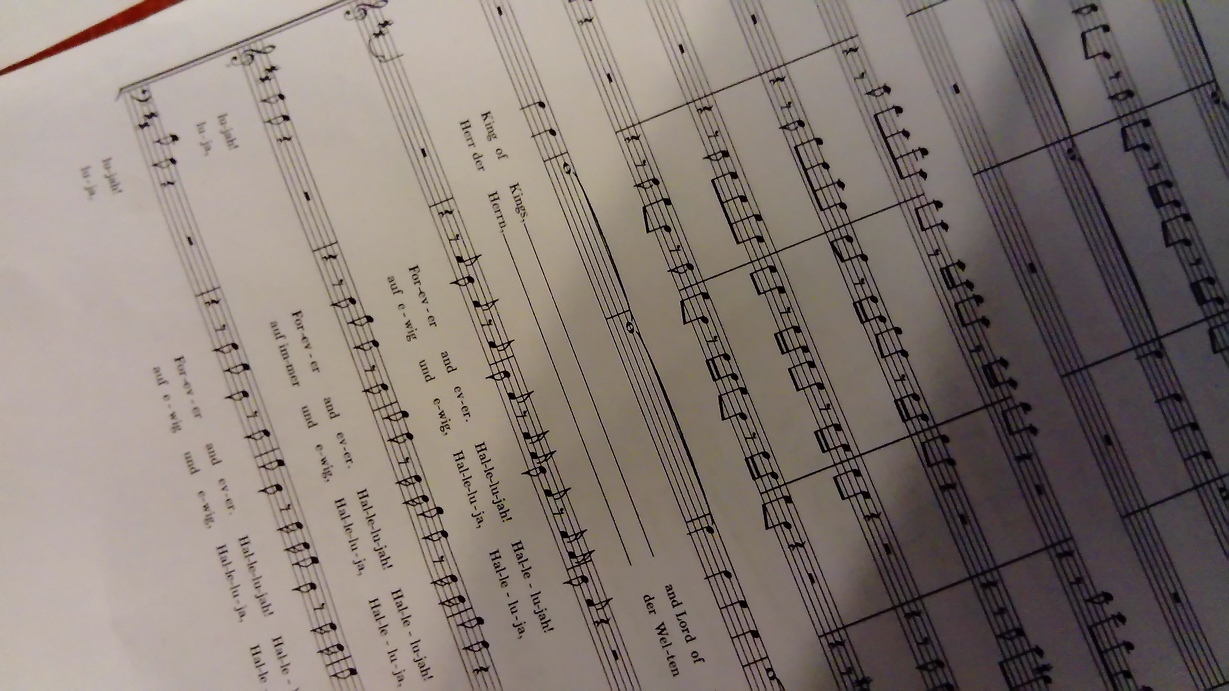 King of Kings, and Lord of
Herr der Herrn, der Wel-ten
For-ev-er and ev-er. Hal-le-lu-jah! Hal-le - lu-jah!
auf e-wig und e-wig, Hal-le-lu-ja, Hal-le - lu-ja,
lu-jah! For-ev-er and ev-er. Hal-le-lu-jah! Hal-le - lu-jah!
lu-ja, auf im-mer und e-wig, Hal-le-lu-ja, Hal-le - lu-ja,
lu-jah! For-ev-er and ev-er. Hal-le-lu-jah! Hal-le -
lu-ja, auf e-wig und e-wig, Hal-le-lu-ja, Hal-le -